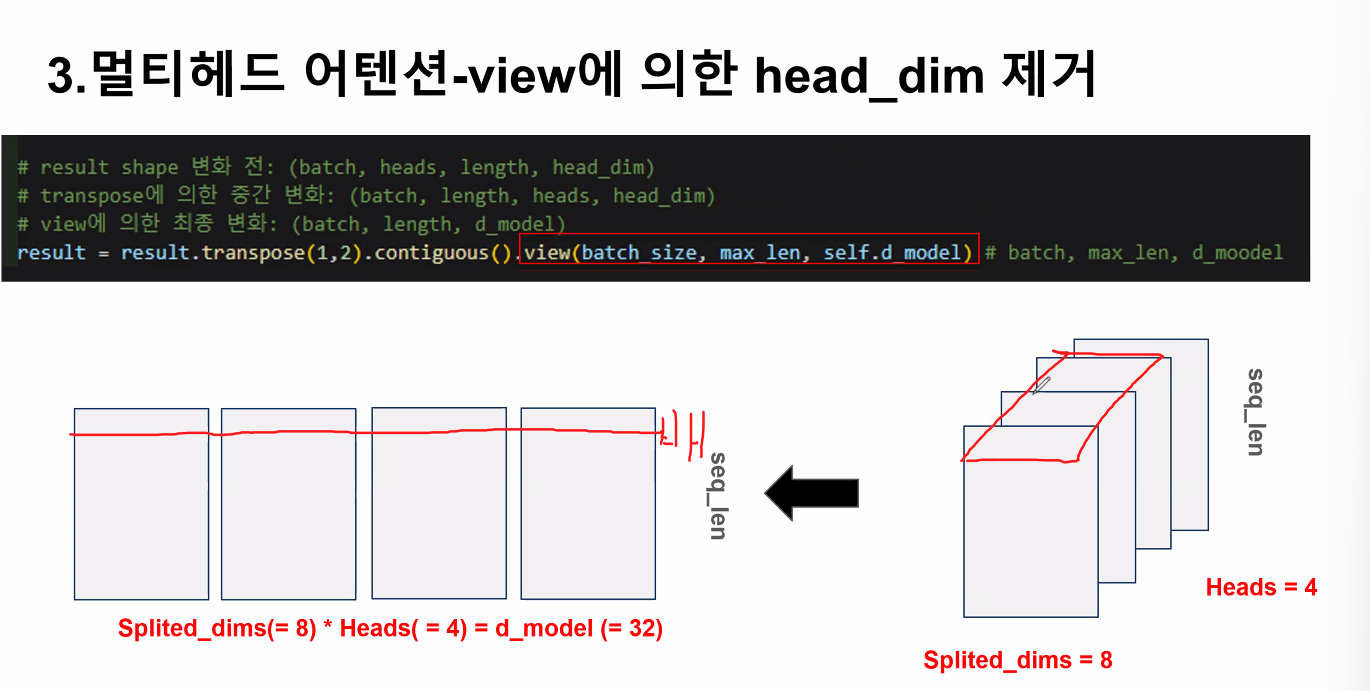 3.멀티헤드 어텐션-view에 의한 head_dim 제거
# result shape 변화 전: (batch, heads, length, head_dim)
# transpose에 의한 중간 변화: (batch, length, heads, head_dim)
# view에 의한 최종 변화: (batch, length, d_model)
result = result.transpose(1,2).contiguous().view(batch_size, max_len, self.d_model) # batch, max_len, d_moodel
seq_len
seq_len
Splited_dims(= 8) * Heads( = 4) = d_model (= 32)
Heads = 4
Splited_dims = 8